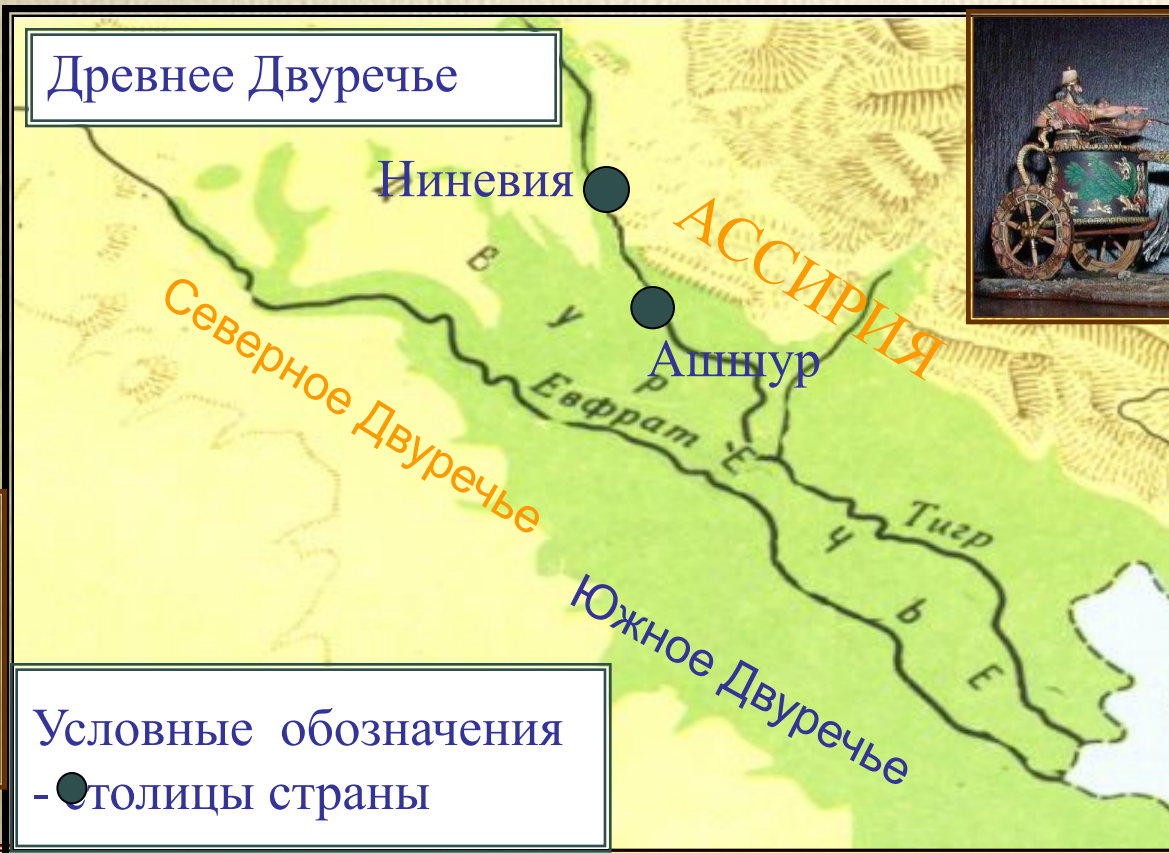 Древнее Двуречье
Ниневия
АССИРИЯ
Северное Двуречье
Ашшур
Евфрат
Д В У Р Е Ч Ь Е
Тигр
Южное Двуречье
Условные обозначения
- столицы страны